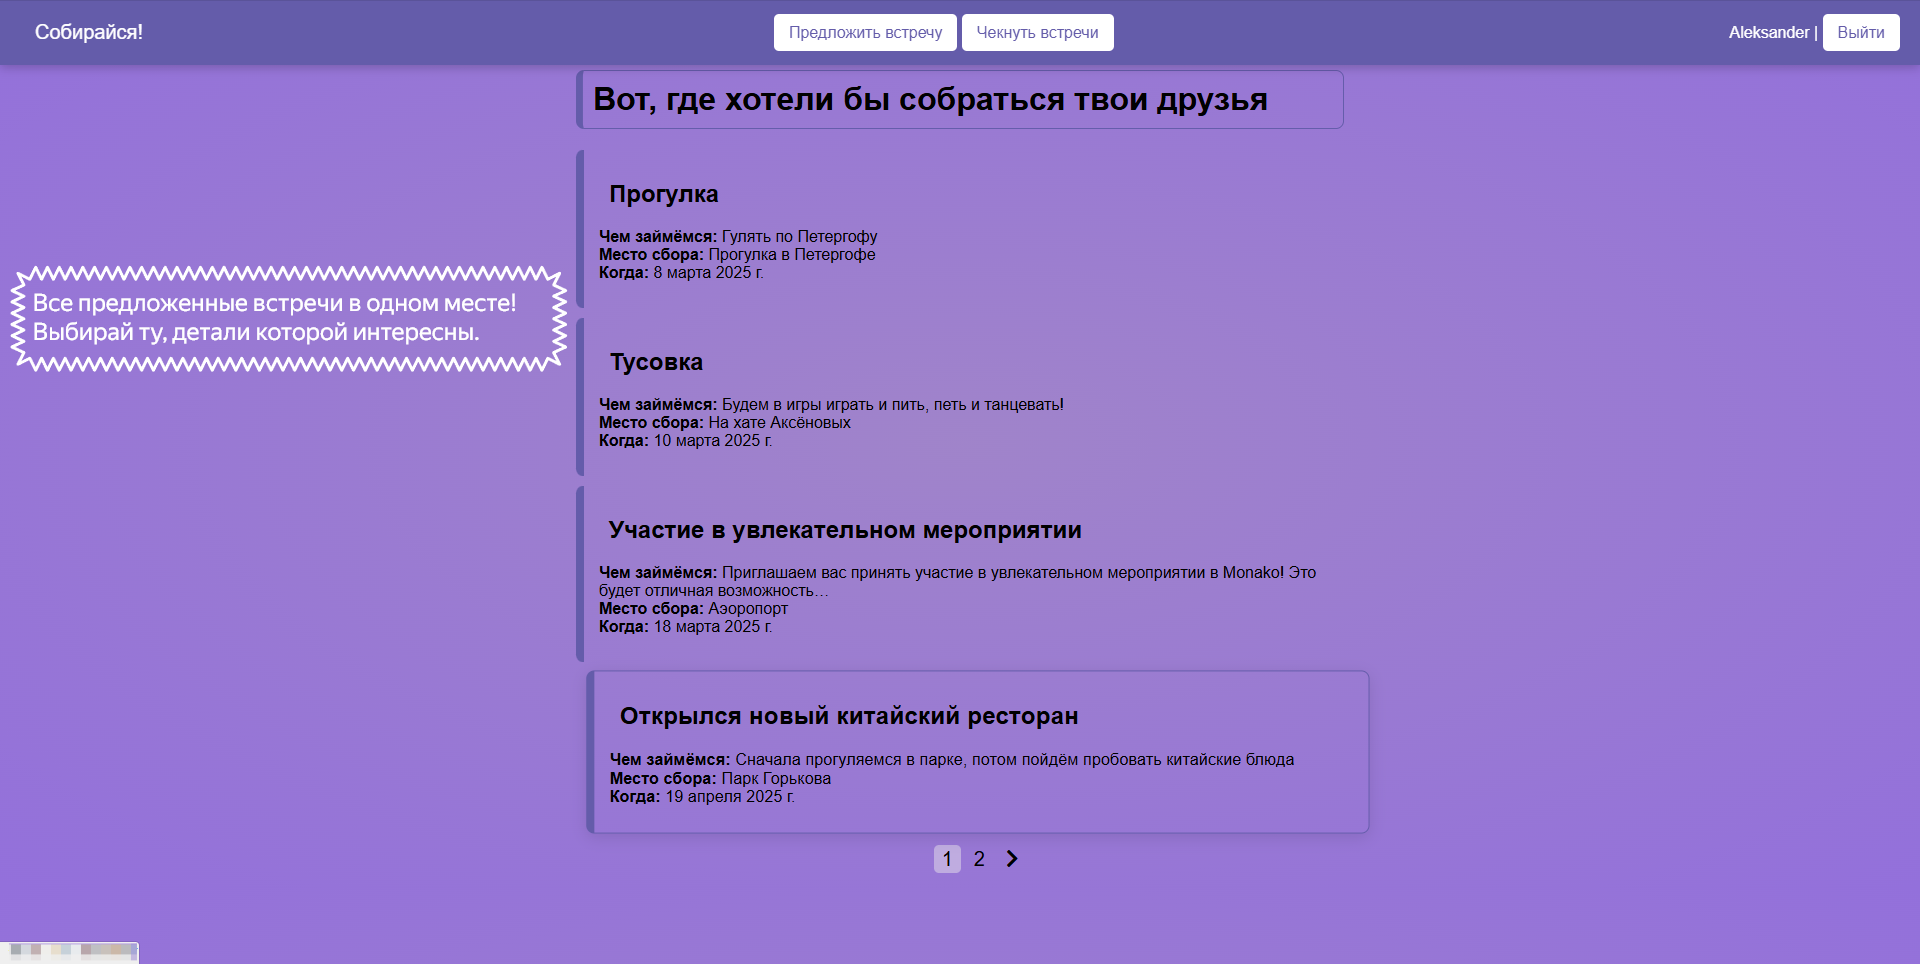 Собирайся!
Предложить встречу
Чекнуть встречи
Aleksander |
Выйти
Вот, где хотели бы собраться твои друзья
Все предложенные встречи в одном месте!
Выбирай ту, детали которой интересны.
Прогулка
Чем займёмся: Гулять по Петергофу
Место сбора: Прогулка в Петергофе
Когда: 8 марта 2025 г.
Тусовка
Чем займёмся: Будем в игры играть и пить, петь и танцевать!
Место сбора: На хате Аксёновых
Когда: 10 марта 2025 г.
Участие в увлекательном мероприятии
Чем займёмся: Приглашаем вас принять участие в увлекательном мероприятии в Monako! Это
будет отличная возможность…
Место сбора: Аэоропорт
Когда: 18 марта 2025 г.
Открылся новый китайский ресторан
Чем займёмся: Сначала прогуляемся в парке, потом пойдём пробовать китайские блюда
Место сбора: Парк Горькова
Когда: 19 апреля 2025 г.
1 2